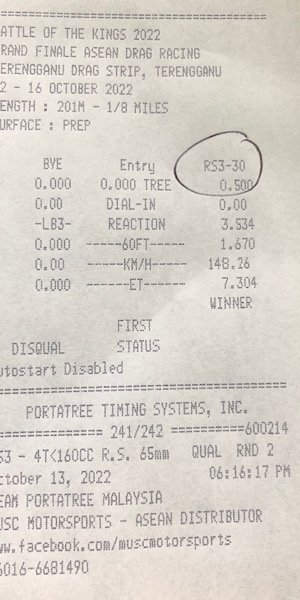 ==================================
ATTLE OF THE KINGS 2022
RAND FINALE ASEAN DRAG RACING
ERENGGANU DRAG STRIP, TERENGGANU
2 - 16 OCTOBER 2022
ENGTH : 201M - 1/8 MILES
URFACE : PREP
BYE Entry RS3-30
0.000 0.000 TREE 0.500
0.00 DIAL-IN 0.00
-LB3- REACTION 3.534
0.000 ------60FT------ 1.670
0.00 ------KM/H----- 148.26
0.000 ------ET------ 7.304
WINNER
FIRST
DISQUAL STATUS
utostart Disabled
==================================
PORTATREE TIMING SYSTEMS, INC.
============= 241/242 ==========600214
S3 - 4T<160CC R.S. 65mm QUAL RND 2
ctober 13, 2022 06:16:17 PM
EAM PORTATREE MALAYSIA
USC MOTORSPORTS - ASEAN DISTRIBUTOR
ww.facebook.com/muscmotorsports
6016-6681490